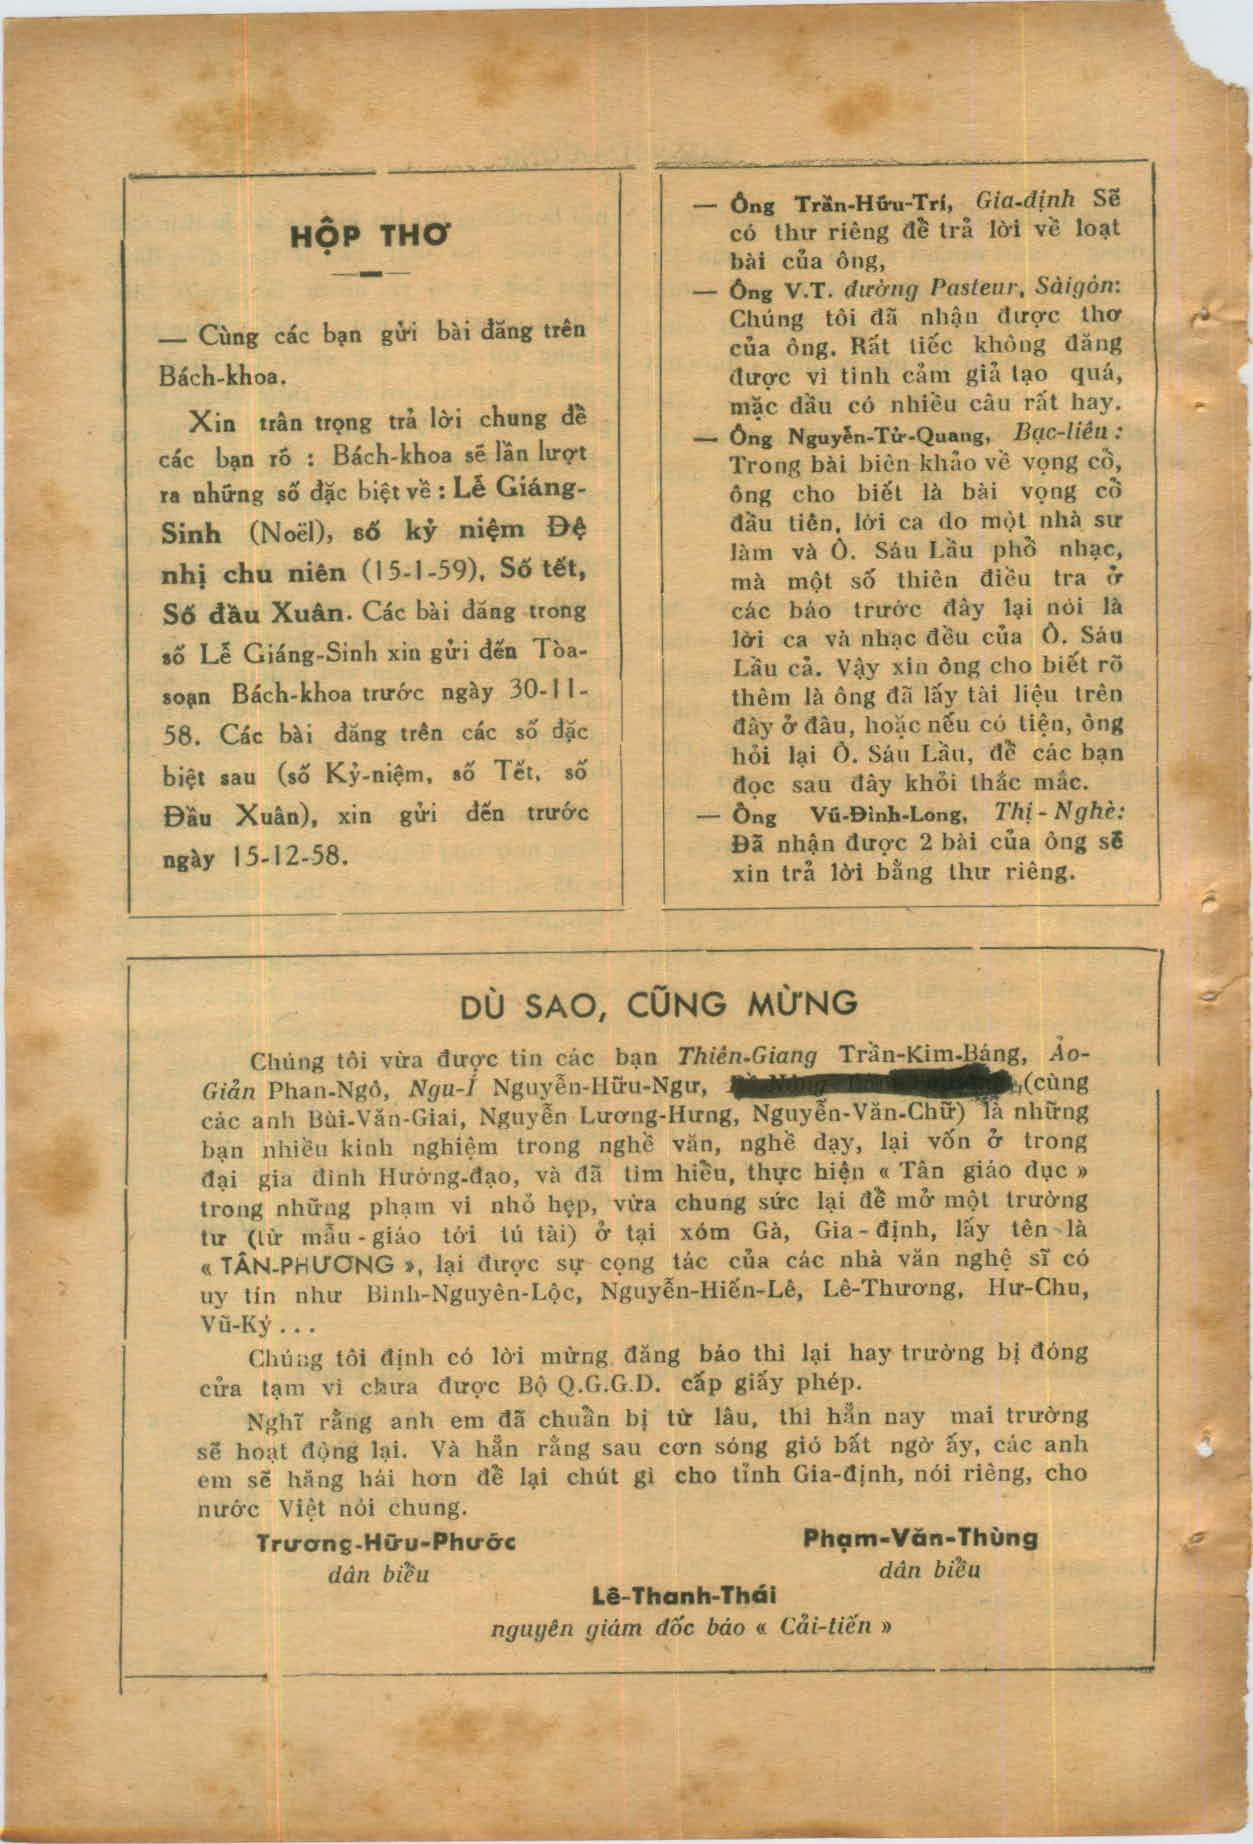 HỘP THƠ
— Cùng các bạn gửi bài đăng trên
Bách-khoa.
Xin trân trọng trả lời chung để
các bạn rõ : Bách-khoa sẽ lần lượt
ra những số đặc biệt về : Lễ Giáng-
Sinh (Noël), số kỷ niệm Đệ
nhị chu niên (15-1-59), Số tết,
Số đầu Xuân. Các bài đăng trong
số Lễ Giáng-Sinh xin gửi đến Tòa-
soạn Bách-khoa trước ngày 30-11-
58. Các bài đăng trên các số đặc
biệt sau (số Kỷ-niệm, số Tết, số
Đầu Xuân), xin gửi đến trước
ngày 15-12-58.
— Ông Trần-Hữu-Trí, Gia-định Sẽ
có thư riêng để trả lời về loạt
bài của ông,
— Ông V.T. đường Pasteur, Sàigòn:
Chúng tôi đã nhận được thơ
của ông. Rất tiếc không đăng
được vì tình cảm giả tạo quá,
mặc dầu có nhiều câu rất hay.
— Ông Nguyễn-Tử-Quang, Bạc-liêu :
Trong bài biên khảo về vọng cổ,
ông cho biết là bài vọng cổ
đầu tiên, lời ca do một nhà sư
làm và Ô. Sáu Lầu phổ nhạc,
mà một số thiên điều tra ở
các báo trước đây lại nói là
lời ca và nhạc đều của Ô. Sáu
Lầu cả. Vậy xin ông cho biết rõ
thêm là ông đã lấy tài liệu trên
đây ở đâu, hoặc nếu có tiện, ông
hỏi lại Ô. Sáu Lầu, để các bạn
đọc sau đây khỏi thắc mắc.
— Ông Vũ-Đình-Long, Thị-Nghè:
Đã nhận được 2 bài của ông sẽ
xin trả lời bằng thư riêng.
DÙ SAO, CŨNG MỪNG
Chúng tôi vừa được tin các bạn Thiên-Giang Trần-Kim-Bảng, Ảo-
Giản Phan-Ngô, Ngu-Í Nguyễn-Hữu-Ngư, (cùng
các anh Bùi-Văn-Giai, Nguyễn Lương-Hưng, Nguyễn-Văn-Chữ) là những
bạn nhiều kinh nghiệm trong nghề văn, nghề dạy, lại vốn ở trong
đại gia đình Hướng-đạo, và đã tìm hiểu, thực hiện « Tân giáo dục »
trong những phạm vi nhỏ hẹp, vừa chung sức lại để mở một trường
tư (từ mẫu-giáo tới tú tài) ở tại xóm Gà, Gia-định, lấy tên là
« TÂN-PHƯƠNG », lại được sự cọng tác của các nhà văn nghệ sĩ có
uy tín như Bình-Nguyên-Lộc, Nguyễn-Hiến-Lê, Lê-Thương, Hư-Chu,
Vũ-Ký ...
Chúng tôi định có lời mừng đăng báo thì lại hay trường bị đóng
cửa tạm vì chưa được Bộ Q.G.G.D. cấp giấy phép.
Nghĩ rằng anh em đã chuẩn bị từ lâu, thì hẳn nay mai trường
sẽ hoạt động lại. Và hẳn rằng sau cơn sóng gió bất ngờ ấy, các anh
em sẽ hăng hái hơn để lại chút gì cho tỉnh Gia-định, nói riêng, cho
nước Việt nói chung.
Trương-Hữu-Phước Phạm-Văn-Thùng
dân biểu dân biểu
Lê-Thanh-Thái
nguyên giám đốc báo « Cải-tiến »